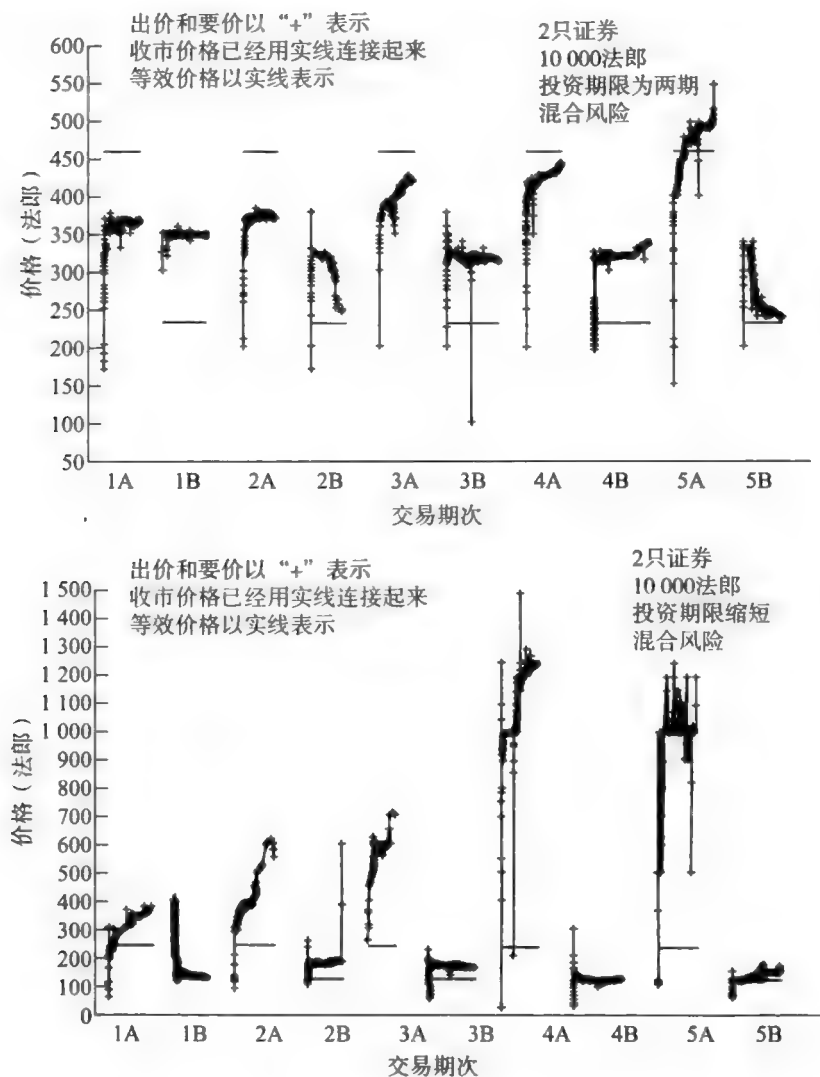 出价和要价以“+”表示
收市价格已经用实线连接起来
等效价格以实线表示
2只证券
10 000法郎
投资期限为两期
混合风险
600
550
500
450
400
350
300
250
200
150
100
50
价格（法郎）
1A 1B 2A 2B 3A 3B 4A 4B 5A 5B
交易期次
出价和要价以“+”表示
收市价格已经用实线连接起来
等效价格以实线表示
2只证券
10 000法郎
投资期限缩短
混合风险
1 500
1 400
1 300
1 200
1 100
1 000
900
800
700
600
500
400
300
200
100
0
价格（法郎）
1A 1B 2A 2B 3A 3B 4A 4B 5A 5B
交易期次